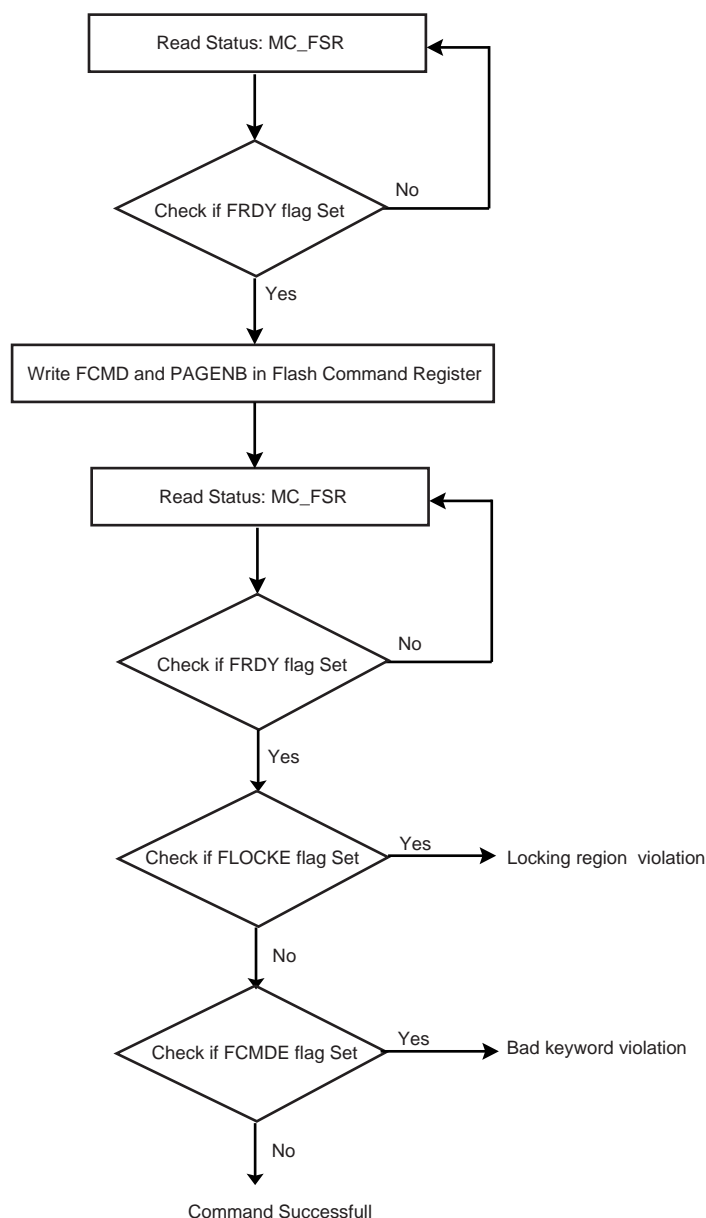 Read Status: MC_FSR
No
Check if FRDY flag Set
Yes
Write FCMD and PAGENB in Flash Command Register
Read Status: MC_FSR
No
Check if FRDY flag Set
Yes
Check if FLOCKE flag Set
Yes
Locking region violation
No
Check if FCMDE flag Set
Yes
Bad keyword violation
No
Command Successfull